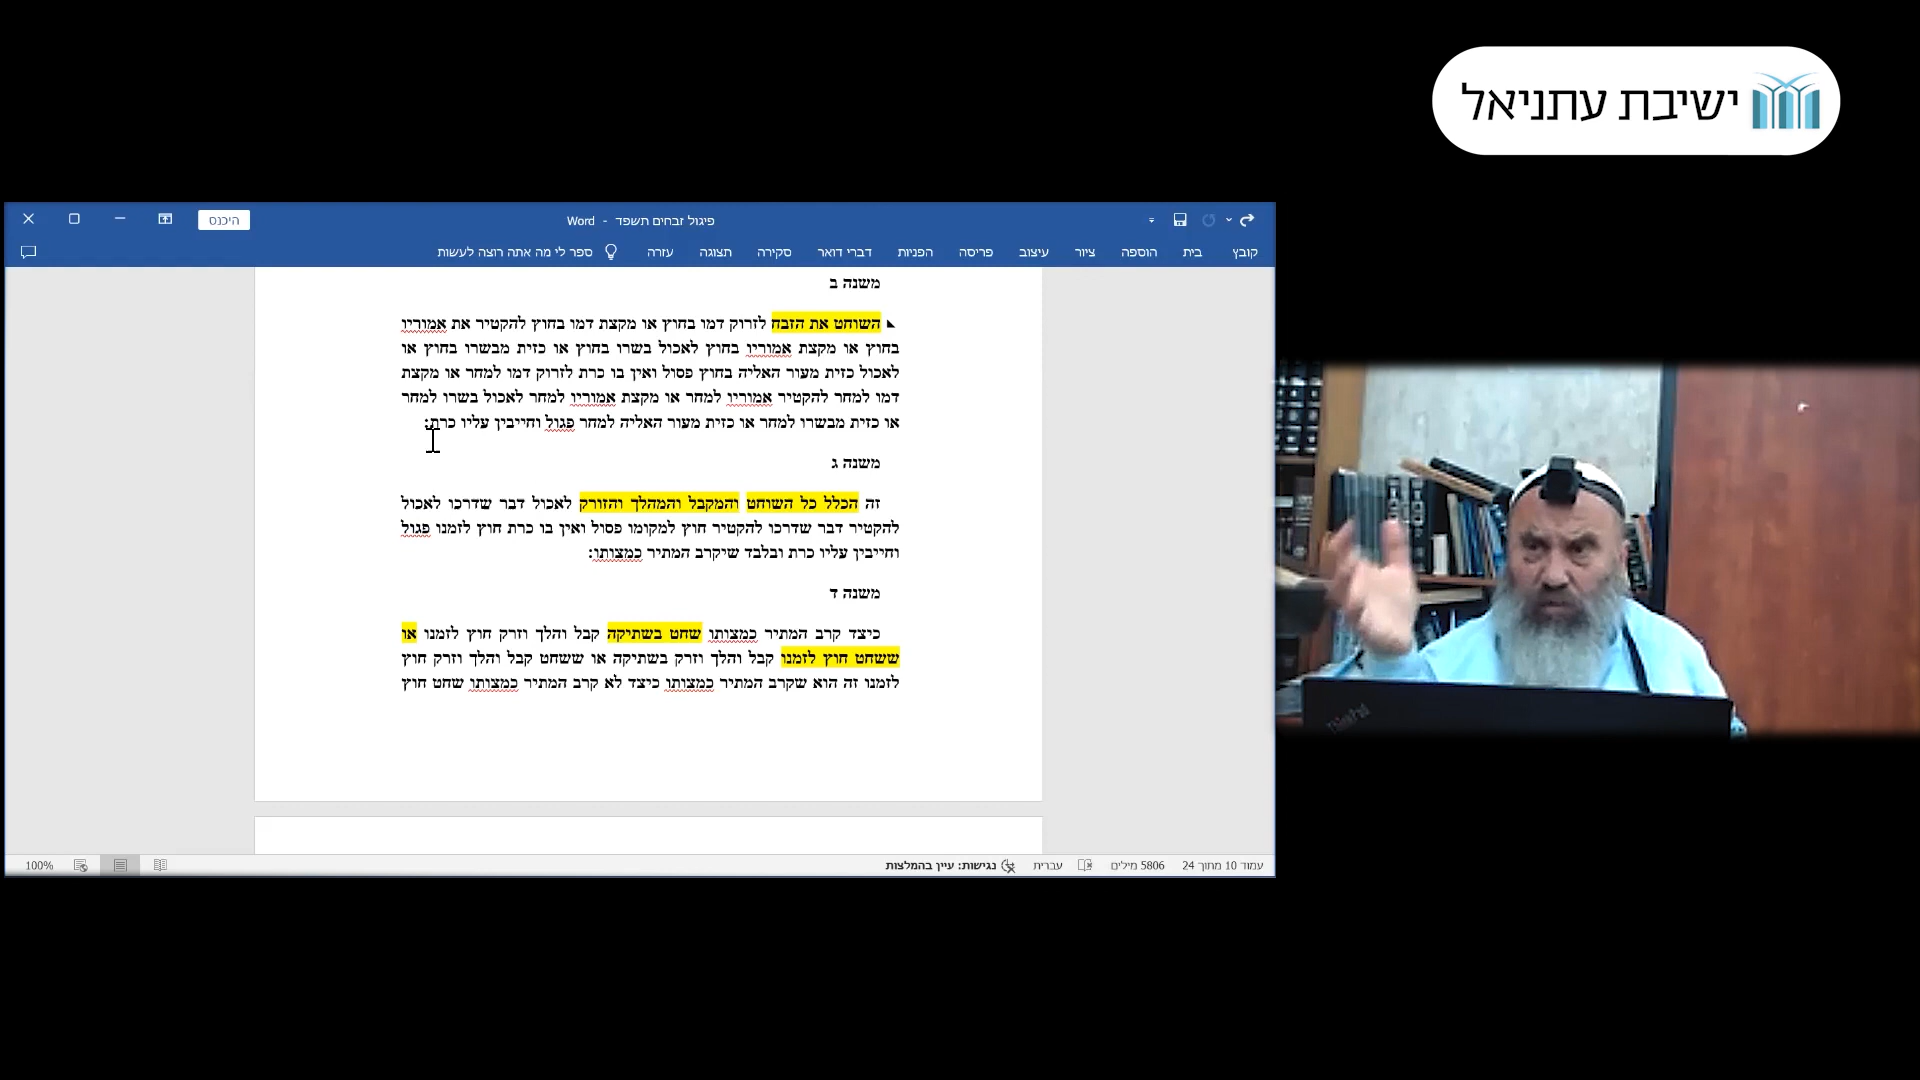 ישיבת עתניאל
היכנס
פיגול זבחים תשפד - Word
קובץ בית הוספה ציור עיצוב פריסה הפניות דברי דואר סקירה תצוגה עזרה ספר לי מה אתה רוצה לעשות
משנה ב
השוחט את הזבח לזרוק דמו בחוץ או מקצת דמו בחוץ להקטיר את אמוריו
בחוץ או מקצת אמוריו בחוץ לאכול בשרו בחוץ או כזית מבשרו בחוץ או
לאכול כזית מעור האליה בחוץ פסול ואין בו כרת לזרוק דמו למחר או מקצת
דמו למחר להקטיר אמוריו למחר או מקצת אמוריו למחר לאכול בשרו למחר
או כזית מבשרו למחר או כזית מעור האליה למחר פגול וחייבין עליו כרת:
משנה ג
זה הכלל כל השוחט והמקבל והמהלך והזורק לאכול דבר שדרכו לאכול
להקטיר דבר שדרכו להקטיר חוץ למקומו פסול ואין בו כרת חוץ לזמנו פגול
וחייבין עליו כרת ובלבד שיקרב המתיר כמצותו:
משנה ד
כיצד קרב המתיר כמצותו שחט בשתיקה קבל והלך וזרק חוץ לזמנו או
ששחט חוץ לזמנו קבל והלך וזרק בשתיקה או ששחט קבל והלך וזרק חוץ
לזמנו זה הוא שקרב המתיר כמצותו כיצד לא קרב המתיר כמצותו שחט חוץ
עמוד 10 מתוך 24 5806 מילים עברית נגישות: עיין בהמלצות 100%
ThinkPad